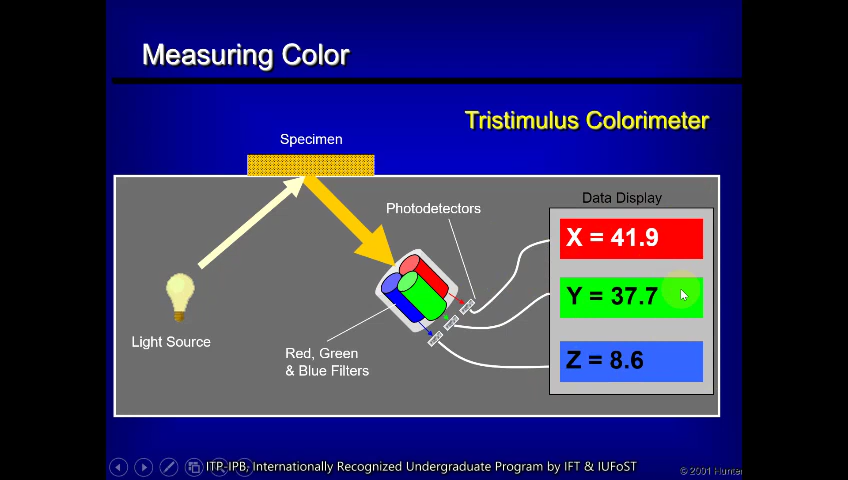 Measuring Color
Tristimulus Colorimeter
Specimen
Photodetectors
Data Display
X = 41.9
Y = 37.7
Z = 8.6
Light Source
Red, Green
& Blue Filters
ITP-IPB, Internationally Recognized Undergraduate Program by IFT & IUFoST
© 2001 Hunter